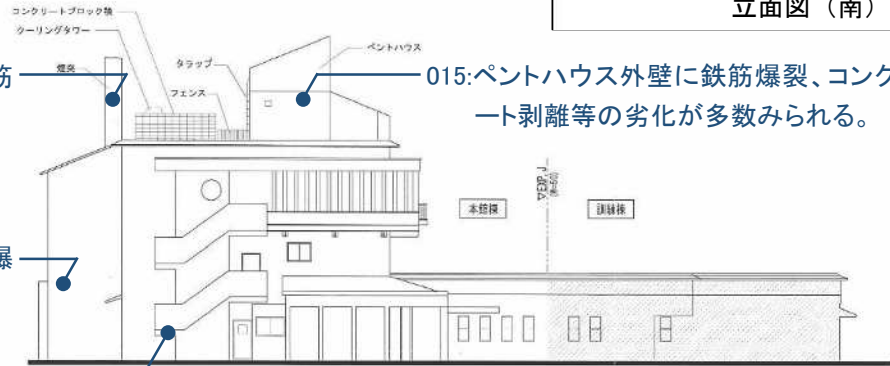 立面図（南）
コンクリートブロック積
クーリングタワー
煙突
タラップ
フェンス
ペントハウス
筋
015:ペントハウス外壁に鉄筋爆裂、コンク
ート剥離等の劣化が多数みられる。
本館棟
EXP.J
(W=50)
訓練棟
爆